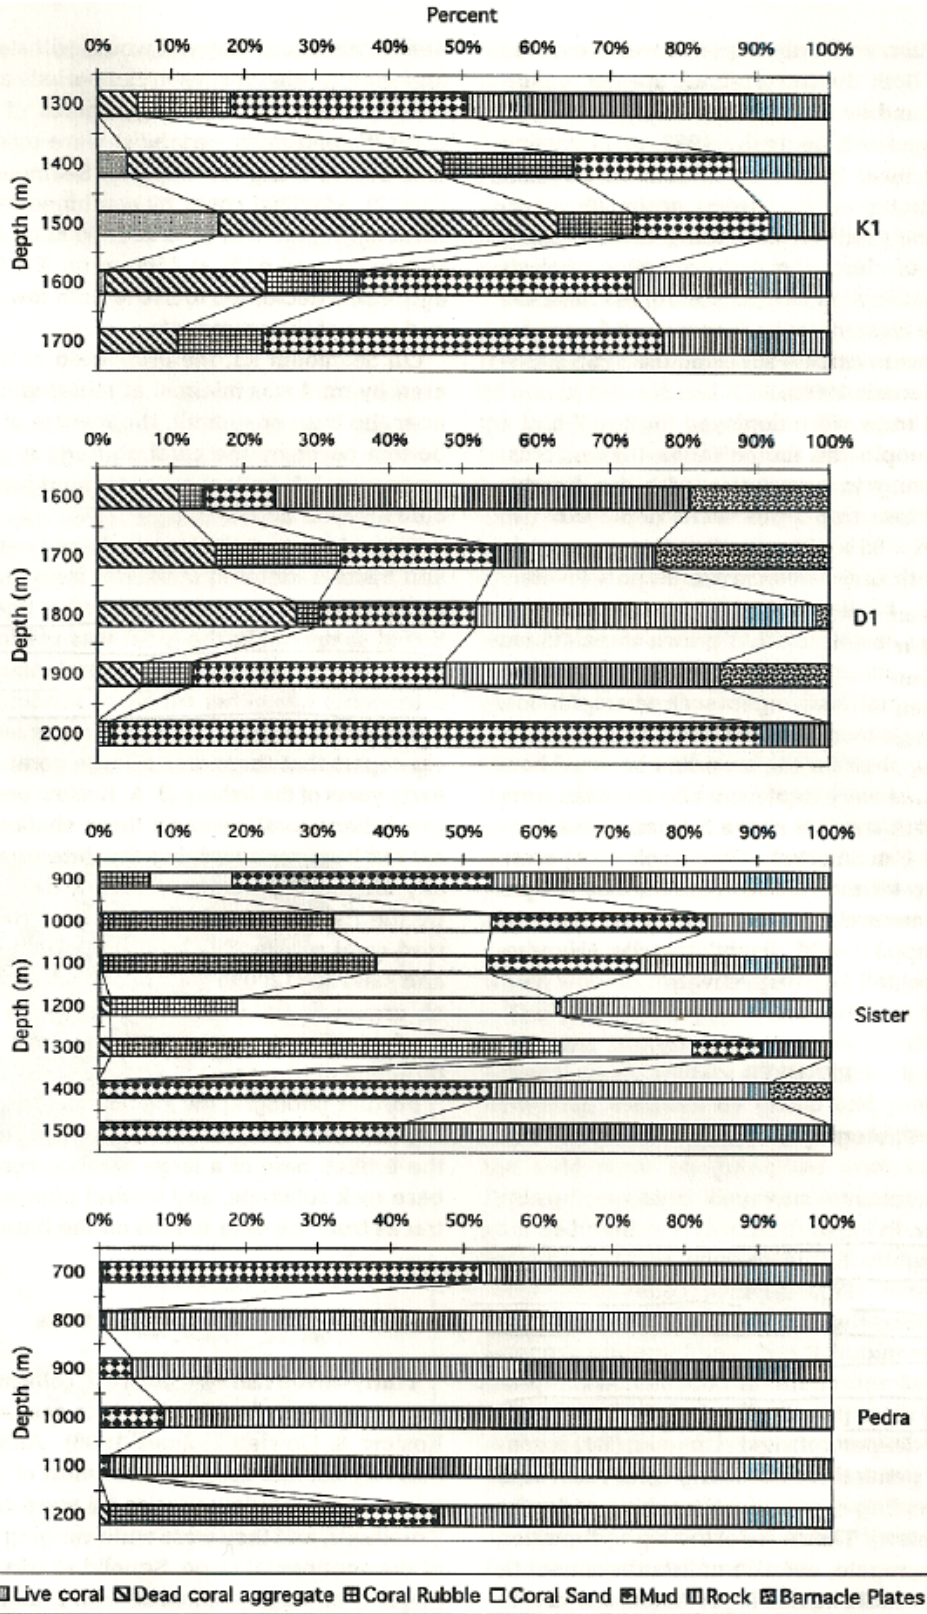 Percent
0% 10% 20% 30% 40% 50% 60% 70% 80% 90% 100%
1300
1400
1500
1600
1700
Depth (m)
K1
0% 10% 20% 30% 40% 50% 60% 70% 80% 90% 100%
1600
1700
1800
1900
2000
Depth (m)
D1
0% 10% 20% 30% 40% 50% 60% 70% 80% 90% 100%
900
1000
1100
1200
1300
1400
1500
Depth (m)
Sister
0% 10% 20% 30% 40% 50% 60% 70% 80% 90% 100%
700
800
900
1000
1100
1200
Depth (m)
Pedra
Live coral Dead coral aggregate Coral Rubble Coral Sand Mud Rock Barnacle Plates